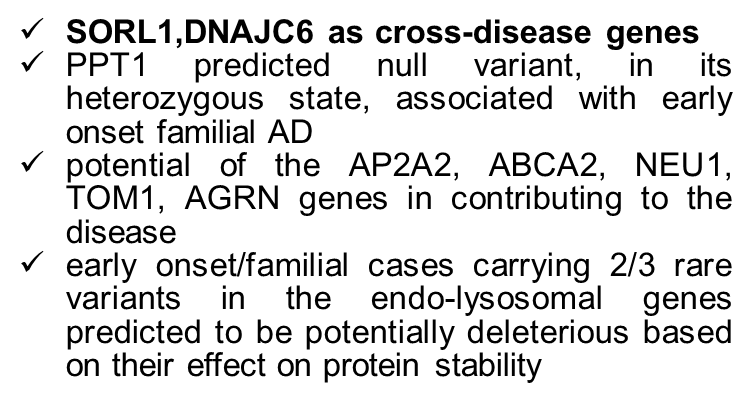 ✓ SORL1,DNAJC6 as cross-disease genes
✓ PPT1 predicted null variant, in its
heterozygous state, associated with early
onset familial AD
✓ potential of the AP2A2, ABCA2, NEU1,
TOM1, AGRN genes in contributing to the
disease
✓ early onset/familial cases carrying 2/3 rare
variants in the endo-lysosomal genes
predicted to be potentially deleterious based
on their effect on protein stability